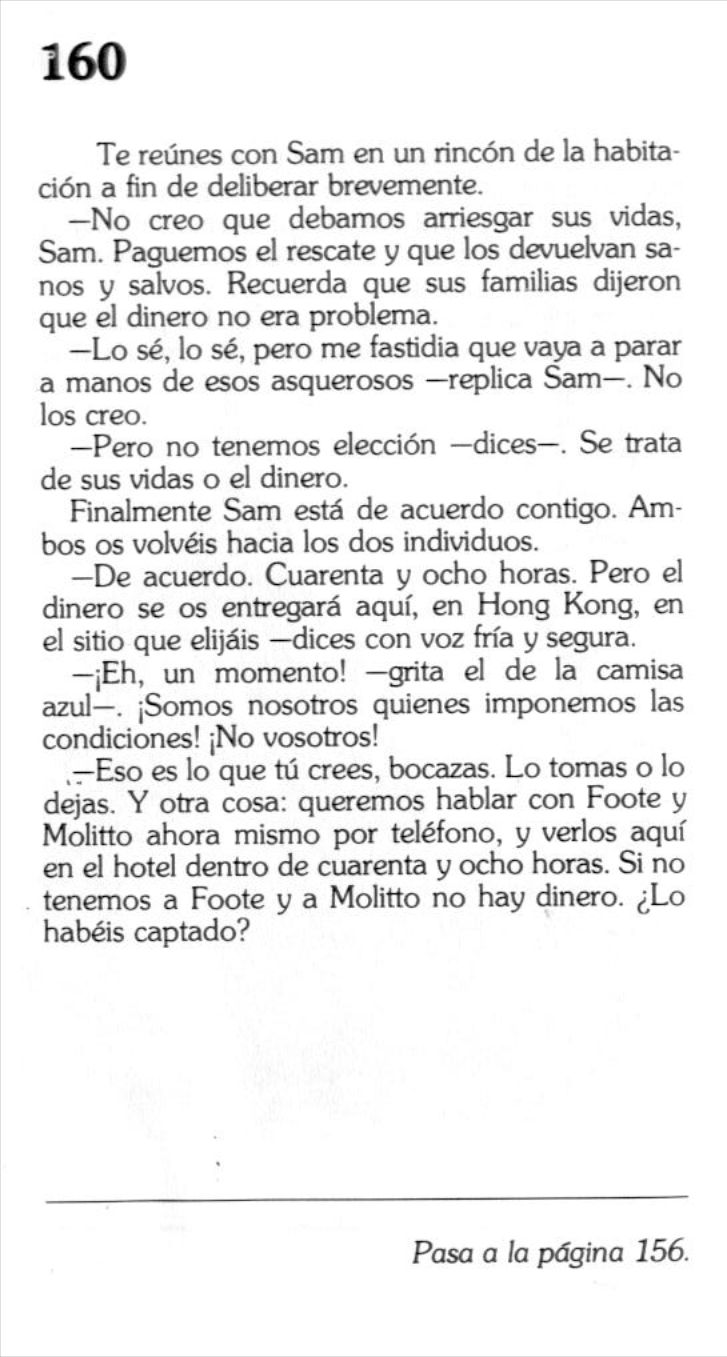 160
Te reúnes con Sam en un rincón de la habita-
ción a fin de deliberar brevemente.
—No creo que debamos arriesgar sus vidas,
Sam. Paguemos el rescate y que los devuelvan sa-
nos y salvos. Recuerda que sus familias dijeron
que el dinero no era problema.
—Lo sé, lo sé, pero me fastidia que vaya a parar
a manos de esos asquerosos —replica Sam—. No
los creo.
—Pero no tenemos elección —dices—. Se trata
de sus vidas o el dinero.
Finalmente Sam está de acuerdo contigo. Am-
bos os volvéis hacia los dos individuos.
—De acuerdo. Cuarenta y ocho horas. Pero el
dinero se os entregará aquí, en Hong Kong, en
el sitio que elijáis —dices con voz fría y segura.
—¡Eh, un momento! —grita el de la camisa
azul—. ¡Somos nosotros quienes imponemos las
condiciones! ¡No vosotros!
—Eso es lo que tú crees, bocazas. Lo tomas o lo
dejas. Y otra cosa: queremos hablar con Foote y
Molitto ahora mismo por teléfono, y verlos aquí
en el hotel dentro de cuarenta y ocho horas. Si no
tenemos a Foote y a Molitto no hay dinero. ¿Lo
habéis captado?
Pasa a la página 156.